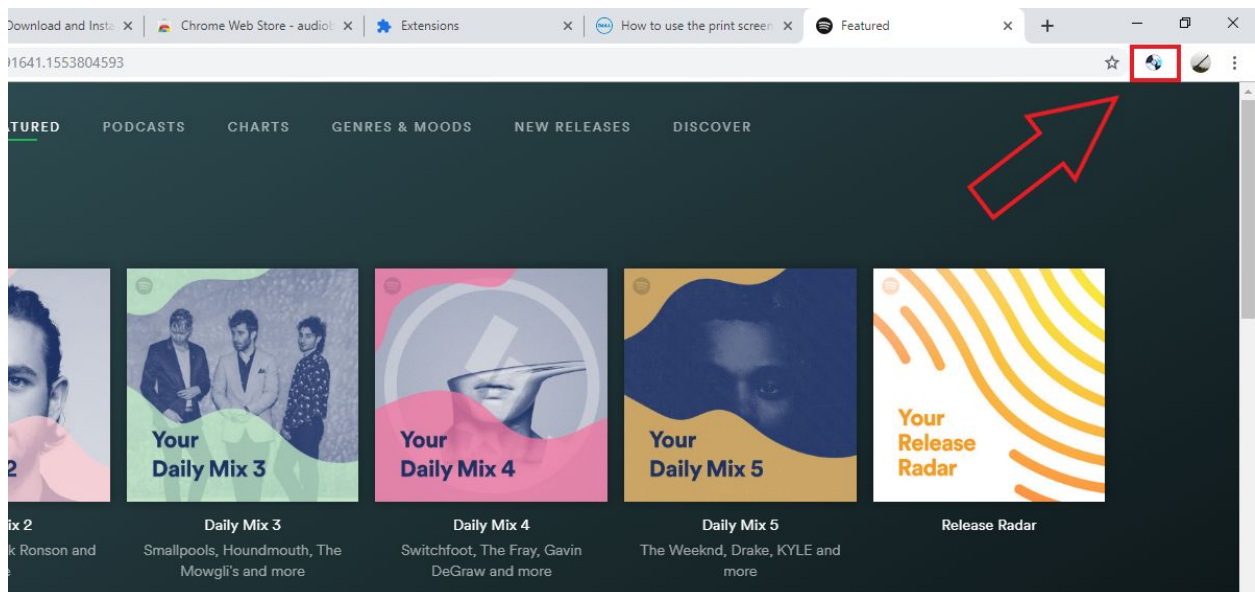 Download and Insta
Chrome Web Store - audiob
Extensions
How to use the print screen
Featured
91641.1553804593
ATURED PODCASTS CHARTS GENRES & MOODS NEW RELEASES DISCOVER
2
Your
Daily Mix 3
Your
Daily Mix 4
Your
Daily Mix 5
Your
Release
Radar
ix 2
k Ronson and
Daily Mix 3
Smallpools, Houndmouth, The
Mowgli's and more
Daily Mix 4
Switchfoot, The Fray, Gavin
DeGraw and more
Daily Mix 5
The Weeknd, Drake, KYLE and
more
Release Radar